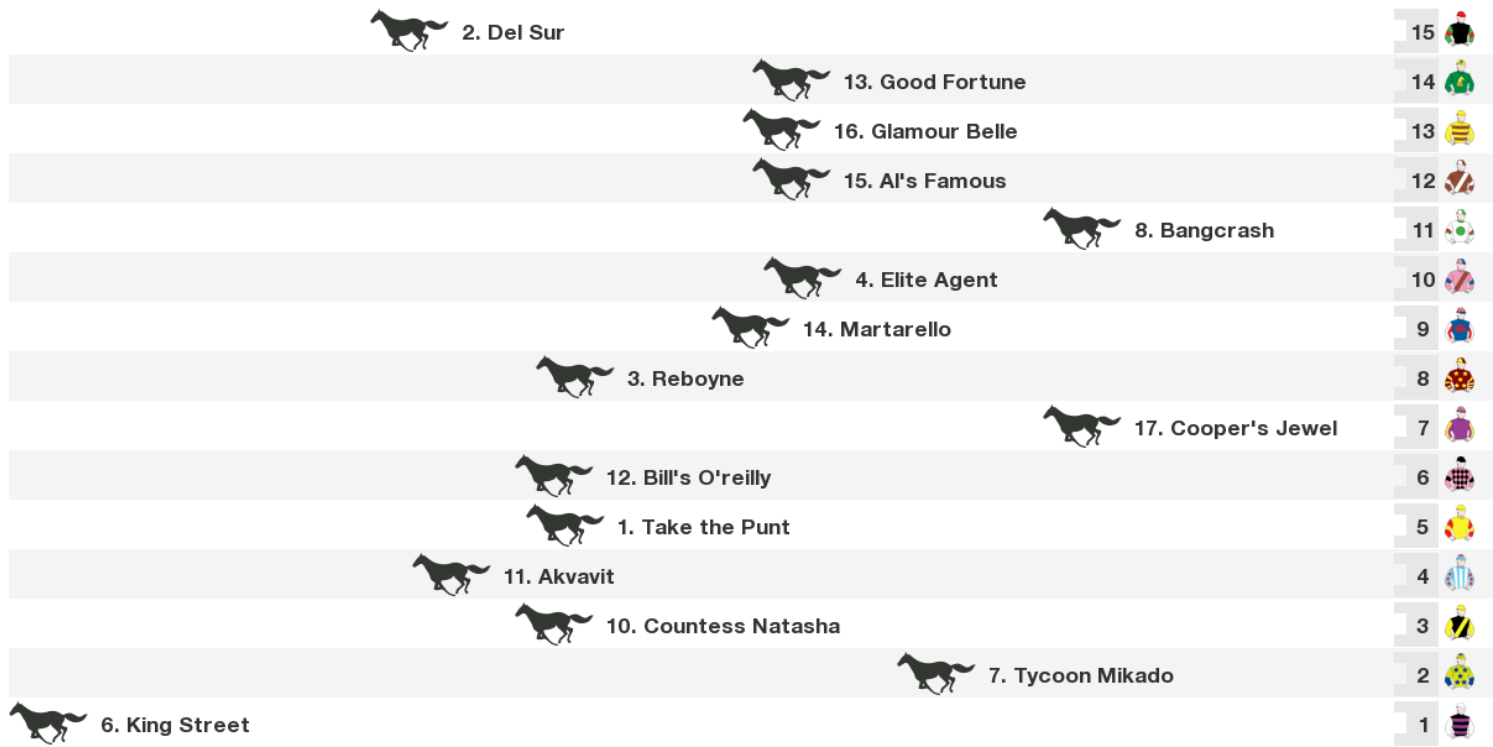 2. Del Sur 15
13. Good Fortune 14
16. Glamour Belle 13
15. Al's Famous 12
8. Bangcrash 11
4. Elite Agent 10
14. Martarello 9
3. Reboyne 8
17. Cooper's Jewel 7
12. Bill's O'reilly 6
1. Take the Punt 5
11. Akvavit 4
10. Countess Natasha 3
7. Tycoon Mikado 2
6. King Street 1